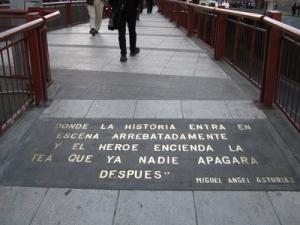 DONDE LA HISTORIA ENTRA EN
ESCENA ARREBATADAMENTE
Y EL HEROE ENCIENDA LA
TEA QUE YA NADIE APAGARA
DESPUES" MIGUEL ANGEL ASTURIAS